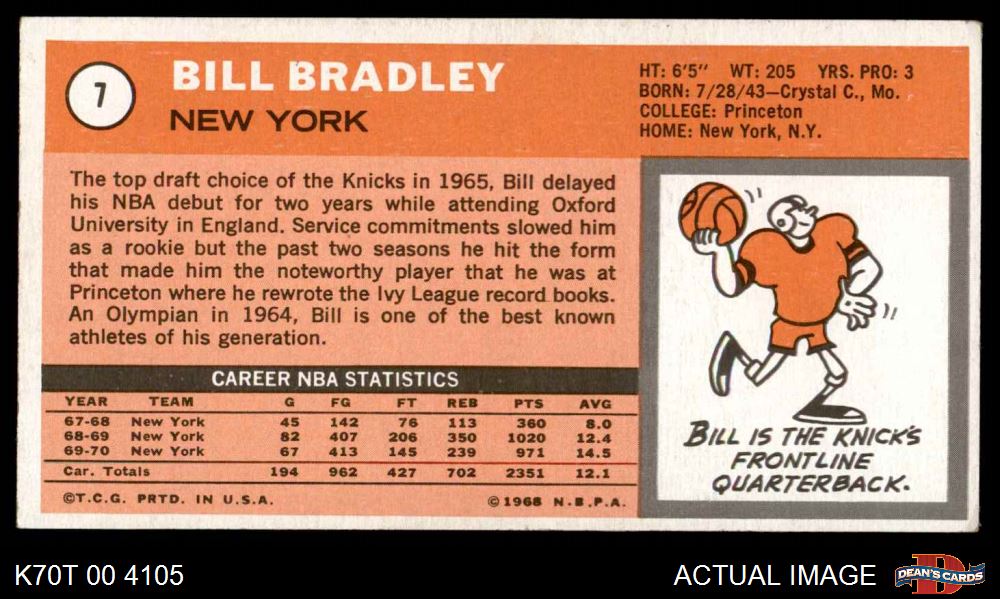 7
BILL BRADLEY
NEW YORK
HT: 6'5" WT: 205 YRS. PRO: 3
BORN: 7/28/43—Crystal C., Mo.
COLLEGE: Princeton
HOME: New York, N.Y.
The top draft choice of the Knicks in 1965, Bill delayed
his NBA debut for two years while attending Oxford
University in England. Service commitments slowed him
as a rookie but the past two seasons he hit the form
that made him the noteworthy player that he was at
Princeton where he rewrote the Ivy League record books.
An Olympian in 1964, Bill is one of the best known
athletes of his generation.
CAREER NBA STATISTICS
YEAR TEAM G FG FT REB PTS AVG
67-68 New York 45 142 76 113 360 8.0
68-69 New York 82 407 206 350 1020 12.4
69-70 New York 67 413 145 239 971 14.5
Car. Totals 194 962 427 702 2351 12.1
©T.C.G. PRTD. IN U.S.A. ©1968 N.B.P.A.
BILL IS THE KNICK'S
FRONTLINE
QUARTERBACK.
K70T 00 4105
ACTUAL IMAGE
D
DEAN'S CARDS